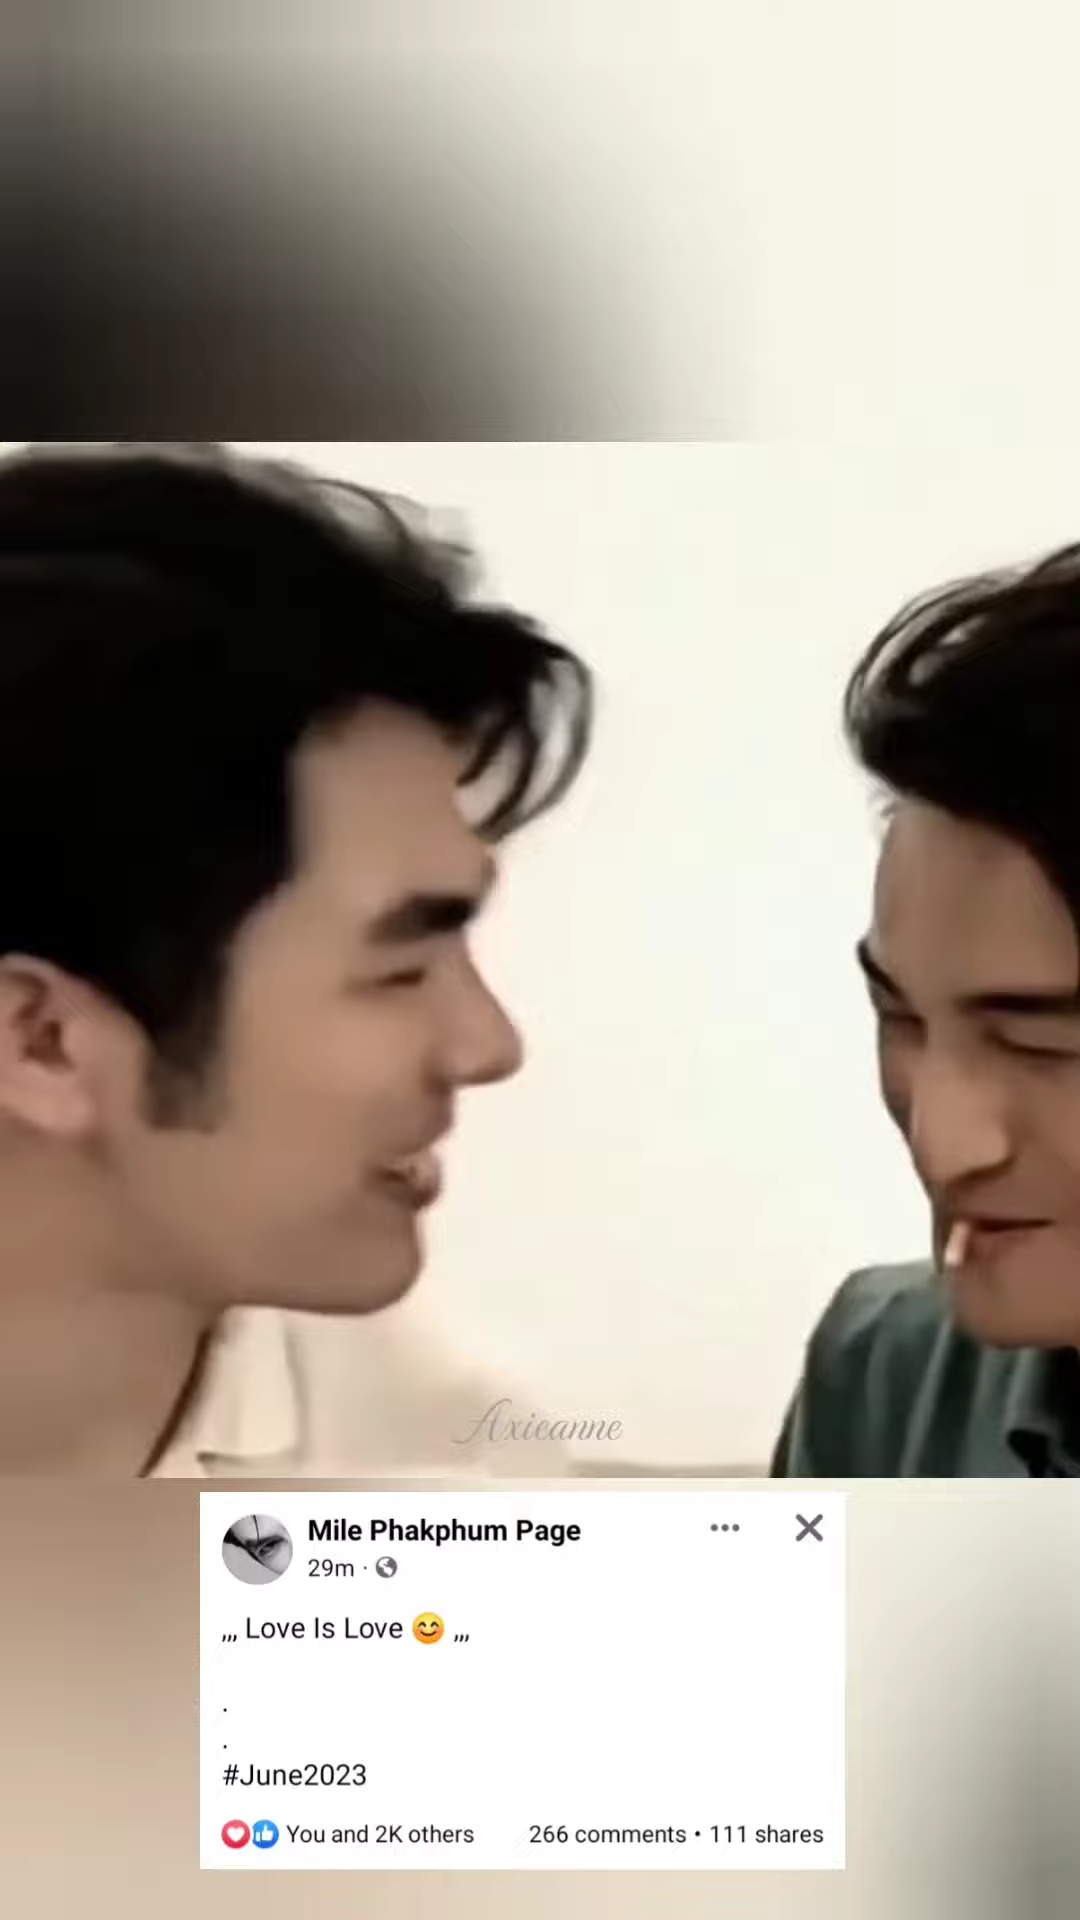 Axieanne
Mile Phakphum Page
29m ·
,,, Love Is Love 😊 ,,,
.
.
#June2023
You and 2K others 266 comments • 111 shares